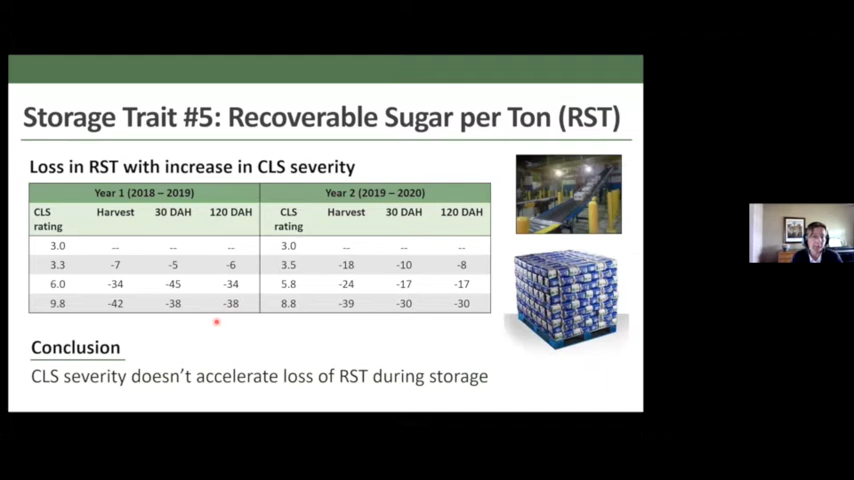 Storage Trait #5: Recoverable Sugar per Ton (RST)
Loss in RST with increase in CLS severity
Year 1 (2018 – 2019) Year 2 (2019 – 2020)
CLS rating Harvest 30 DAH 120 DAH CLS rating Harvest 30 DAH 120 DAH
3.0 -- -- -- 3.0 -- -- --
3.3 -7 -5 -6 3.5 -18 -10 -8
6.0 -34 -45 -34 5.8 -24 -17 -17
9.8 -42 -38 -38 8.8 -39 -30 -30
Conclusion
CLS severity doesn't accelerate loss of RST during storage